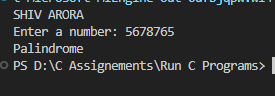 SHIV ARORA
Enter a number: 5678765
Palindrome
PS D:\C Assignements\Run C Programs>